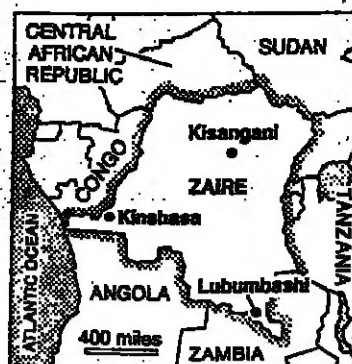 CENTRAL
AFRICAN
REPUBLIC
SUDAN
Kisangani
CONGO
ZAIRE
Kinshasa
TANZANIA
ATLANTIC OCEAN
Lubumbashi
ANGOLA
400 miles
ZAMBIA